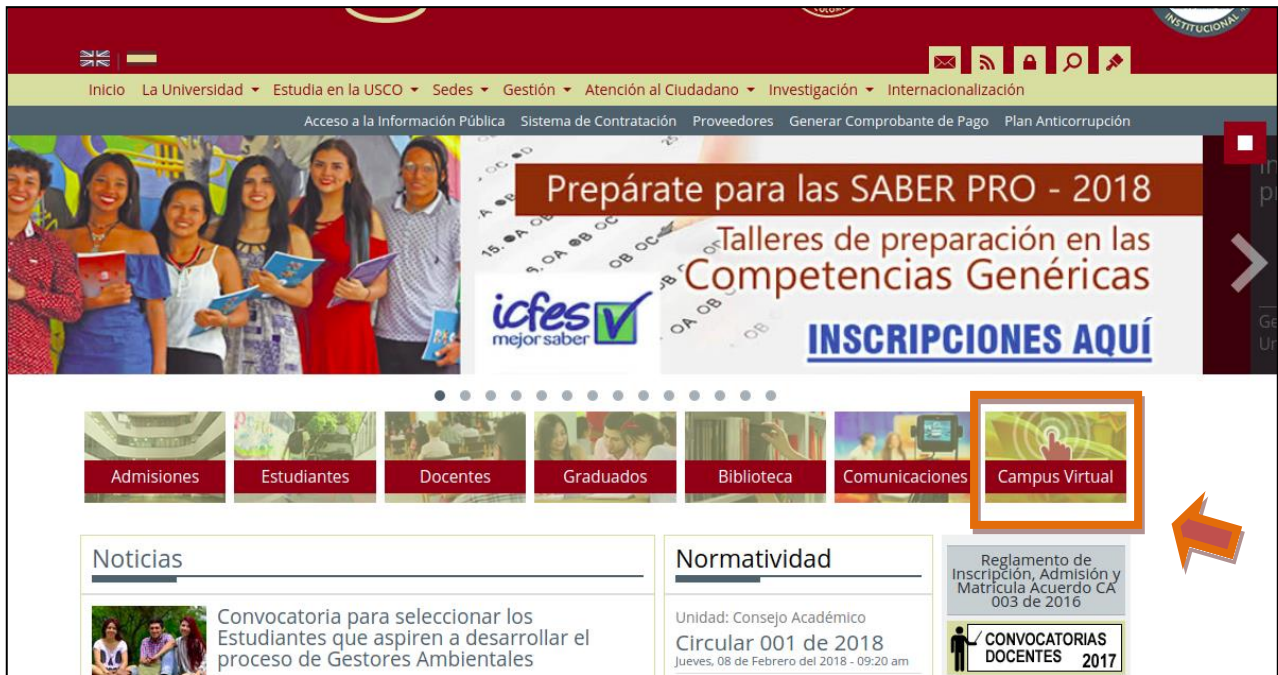 INSTITUCIONAL
Inicio La Universidad Estudia en la USCO Sedes Gestión Atención al Ciudadano Investigación Internacionalización
Acceso a la Información Pública Sistema de Contratación Proveedores Generar Comprobante de Pago Plan Anticorrupción
Prepárate para las SABER PRO - 2018
Talleres de preparación en las
Competencias Genéricas
icfes
mejor saber
INSCRIPCIONES AQUÍ
Admisiones Estudiantes Docentes Graduados Biblioteca Comunicaciones Campus Virtual
Noticias
Convocatoria para seleccionar los
Estudiantes que aspiren a desarrollar el
proceso de Gestores Ambientales
Normatividad
Unidad: Consejo Académico
Circular 001 de 2018
Jueves, 08 de Febrero del 2018 - 09:20 am
Reglamento de
Inscripción, Admisión y
Matrícula Acuerdo CA
003 de 2016
CONVOCATORIAS
DOCENTES 2017